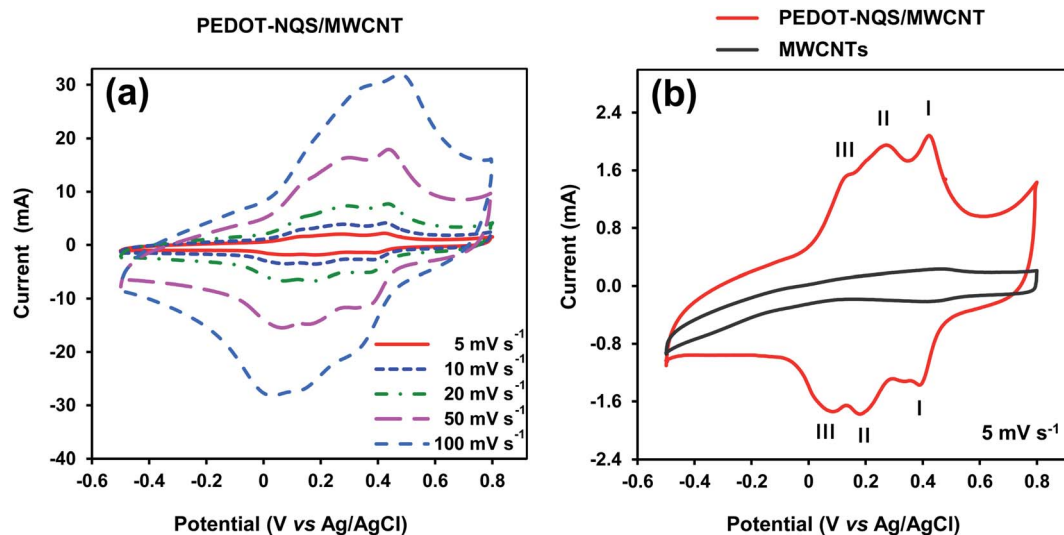 PEDOT-NQS/MWCNT
(a)
30
20
10
0
-10
-20
-30
-40
Current (mA)
5 mV s⁻¹
10 mV s⁻¹
20 mV s⁻¹
50 mV s⁻¹
100 mV s⁻¹
-0.6 -0.4 -0.2 0 0.2 0.4 0.6 0.8
Potential (V vs Ag/AgCl)
PEDOT-NQS/MWCNT
MWCNTs
(b)
2.4
1.6
0.8
0.0
-0.8
-1.6
-2.4
Current (mA)
III II I
III II I
5 mV s⁻¹
-0.6 -0.4 -0.2 0 0.2 0.4 0.6 0.8
Potential (V vs Ag/AgCl)